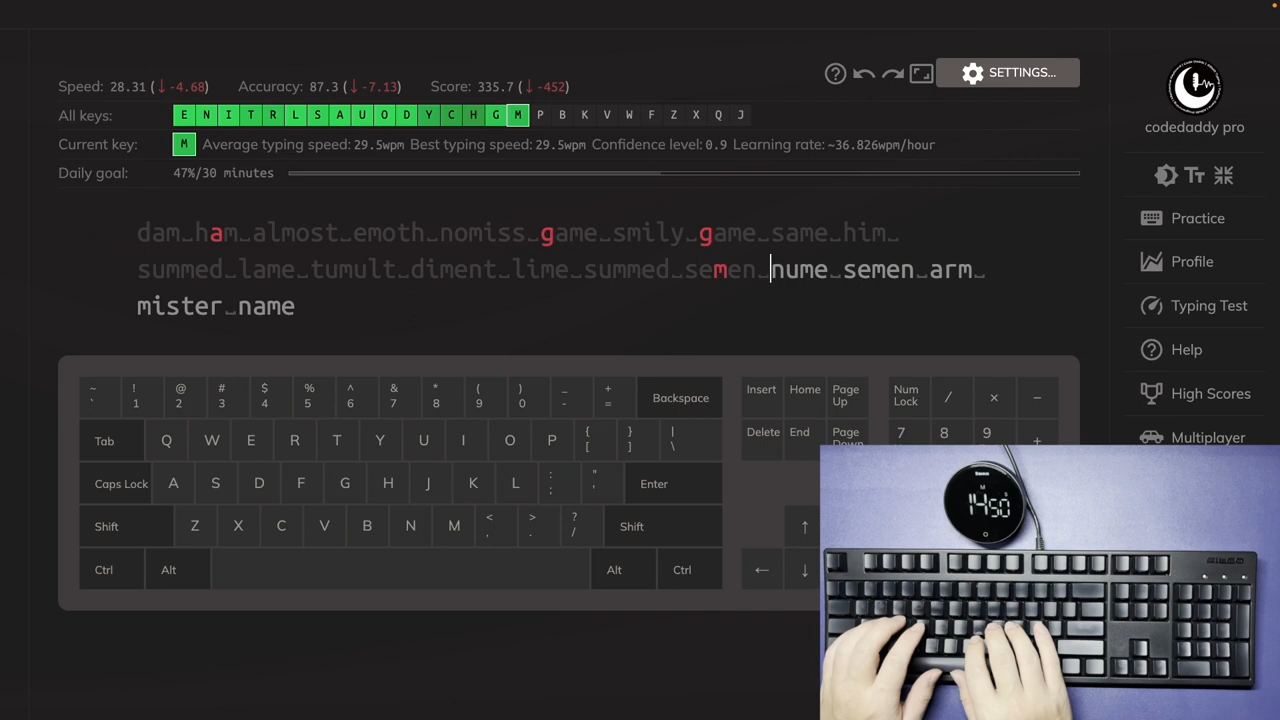 Speed: 28.31 (↓-4.68) Accuracy: 87.3 (↓-7.13) Score: 335.7 (↓-452)
SETTINGS...
All keys: E N I T R L S A U O D Y C H G M P B K V W F Z X Q J
Current key: M Average typing speed: 29.5wpm Best typing speed: 29.5wpm Confidence level: 0.9 Learning rate: ~36.826wpm/hour
Daily goal: 47%/30 minutes
codedaddy pro
Practice
Profile
Typing Test
Help
High Scores
Multiplayer
dam␣ham␣almost␣emoth␣nomiss␣game␣smily␣game␣same␣him␣
summed␣lame␣tumult␣diment␣lime␣summed␣semen␣nume␣semen␣arm␣
mister␣name
~ ! @ # $ % ^ & * ( ) _ +
` 1 2 3 4 5 6 7 8 9 0 - = Backspace
Insert Home Page Up Num Lock / × −
Tab Q W E R T Y U I O P { [ } ] | \
Delete End Page Down 7 8 9 +
Caps Lock A S D F G H J K L : ; " ' Enter
Shift Z X C V B N M < , > . ? / Shift ↑
Ctrl Alt Alt Ctrl ← ↓
M
14 50